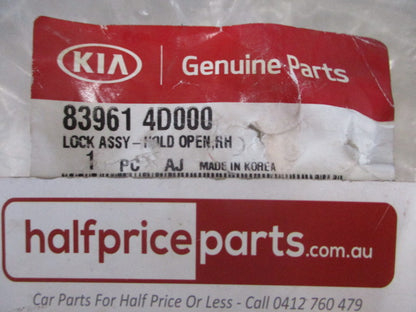 KIA Genuine Parts
83961 4D000
LOCK ASSY-HOLD OPEN,RH
1 PC AJ MADE IN KOREA
halfpriceparts.com.au
Car Parts For Half Price Or Less - Call 0412 760 479